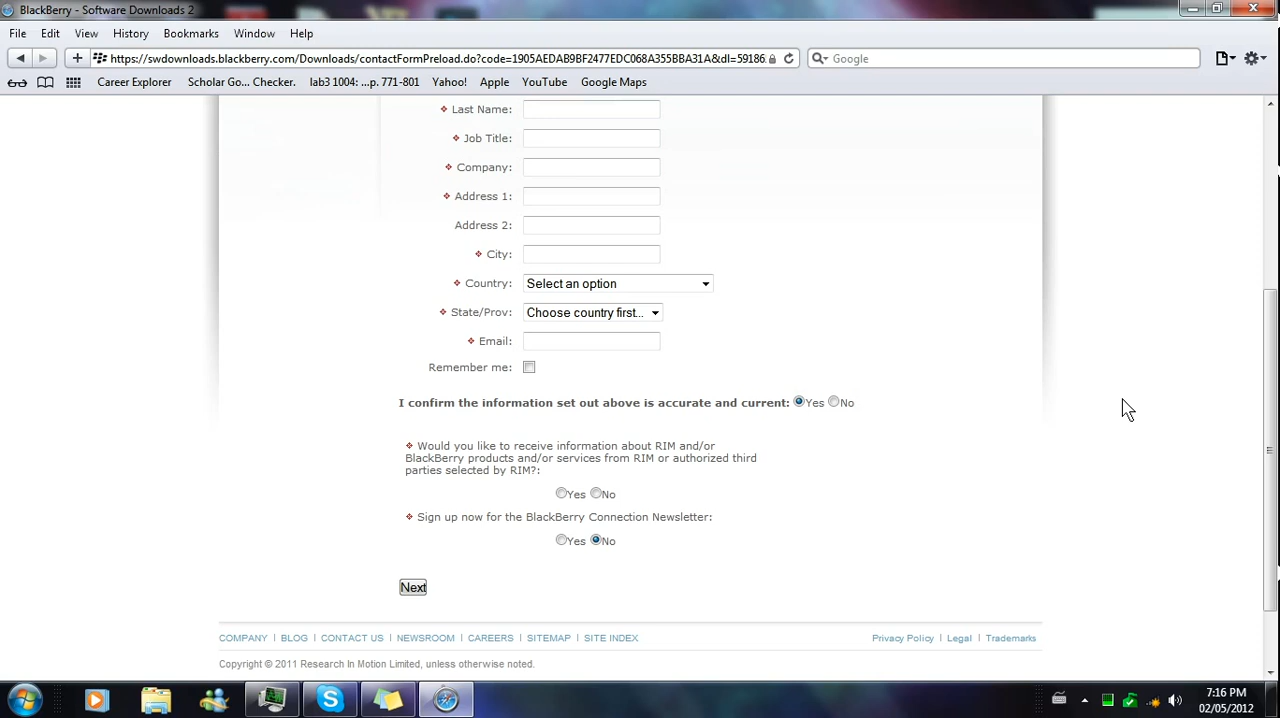 BlackBerry - Software Downloads 2
File Edit View History Bookmarks Window Help
https://swdownloads.blackberry.com/Downloads/contactFormPreload.do?code=1905AEDAB9BF2477EDC068A355BBA31A&dl=59186
Google
Career Explorer Scholar Go... Checker. lab3 1004: ...p. 771-801 Yahoo! Apple YouTube Google Maps
Last Name:
Job Title:
Company:
Address 1:
Address 2:
City:
Country: Select an option
State/Prov: Choose country first...
Email:
Remember me:
I confirm the information set out above is accurate and current: Yes No
Would you like to receive information about RIM and/or
BlackBerry products and/or services from RIM or authorized third
parties selected by RIM?:
Yes No
Sign up now for the BlackBerry Connection Newsletter:
Yes No
Next
COMPANY | BLOG | CONTACT US | NEWSROOM | CAREERS | SITEMAP | SITE INDEX Privacy Policy | Legal | Trademarks
Copyright © 2011 Research In Motion Limited, unless otherwise noted.
7:16 PM
02/05/2012